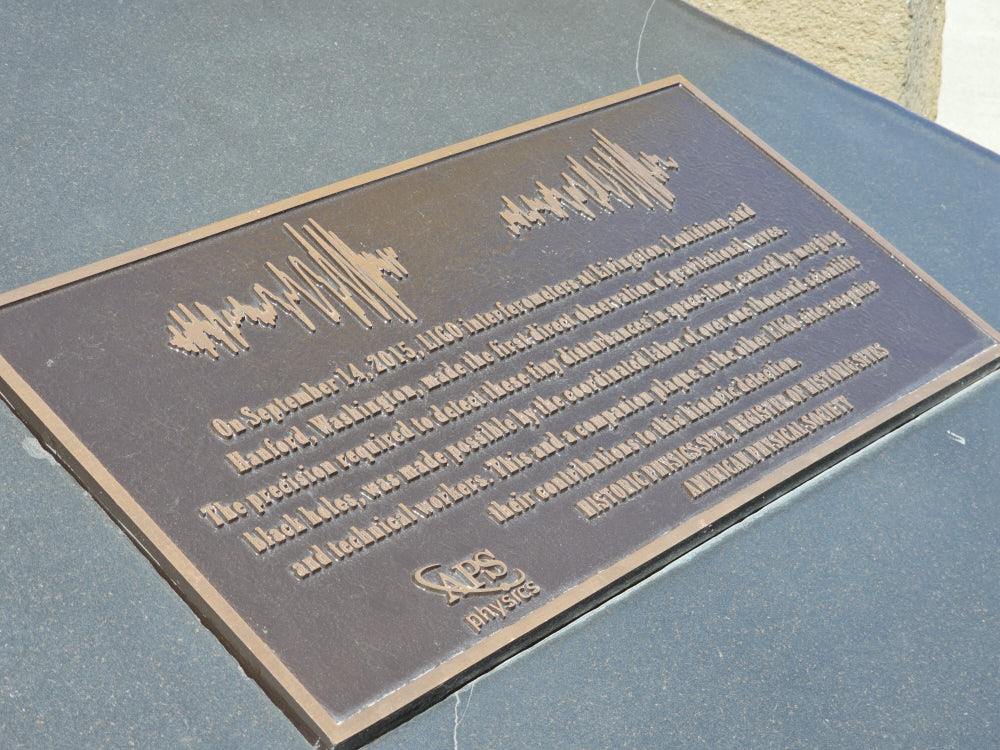 On September 14, 2015, LIGO interferometers at Livingston, Louisiana, and
Hanford, Washington, made the first direct observation of gravitational waves.
The precision required to detect these tiny disturbances in space-time, caused by merging
black holes, was made possible by the coordinated labor of over one thousand scientific
and technical workers. This and a companion plaque at the other LIGO site recognize
their contributions to this historic detection.
HISTORIC PHYSICS SITE, REGISTER OF HISTORIC SITES
AMERICAN PHYSICAL SOCIETY
APS
physics